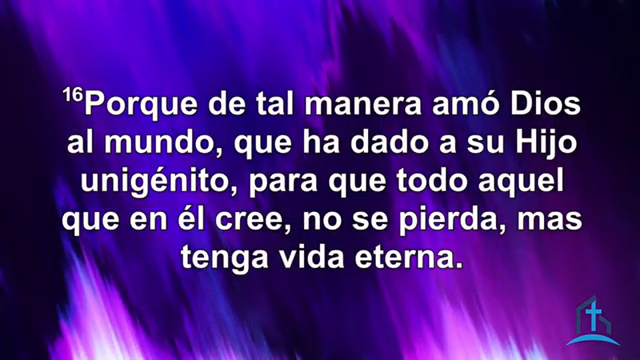 16Porque de tal manera amó Dios
al mundo, que ha dado a su Hijo
unigénito, para que todo aquel
que en él cree, no se pierda, mas
tenga vida eterna.